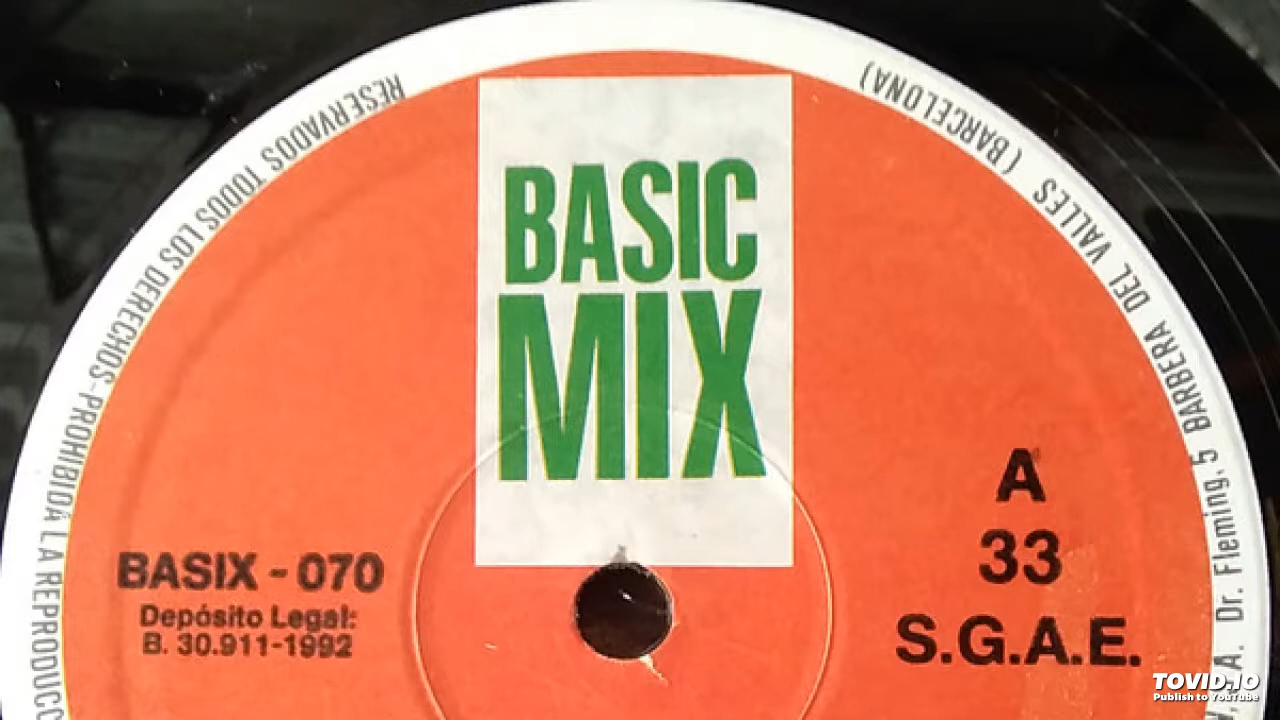 RESERVADOS TODOS LOS DERECHOS-PROHIBIDA LA REPRODUCC
BASIC
MIX
BASIX - 070
Depósito Legal:
B. 30.911-1992
A
33
S.G.A.E.
A. Dr. Fleming, 5 BARBERA DEL VALLES (BARCELONA)
TOVID.IO
Publish to YouTube